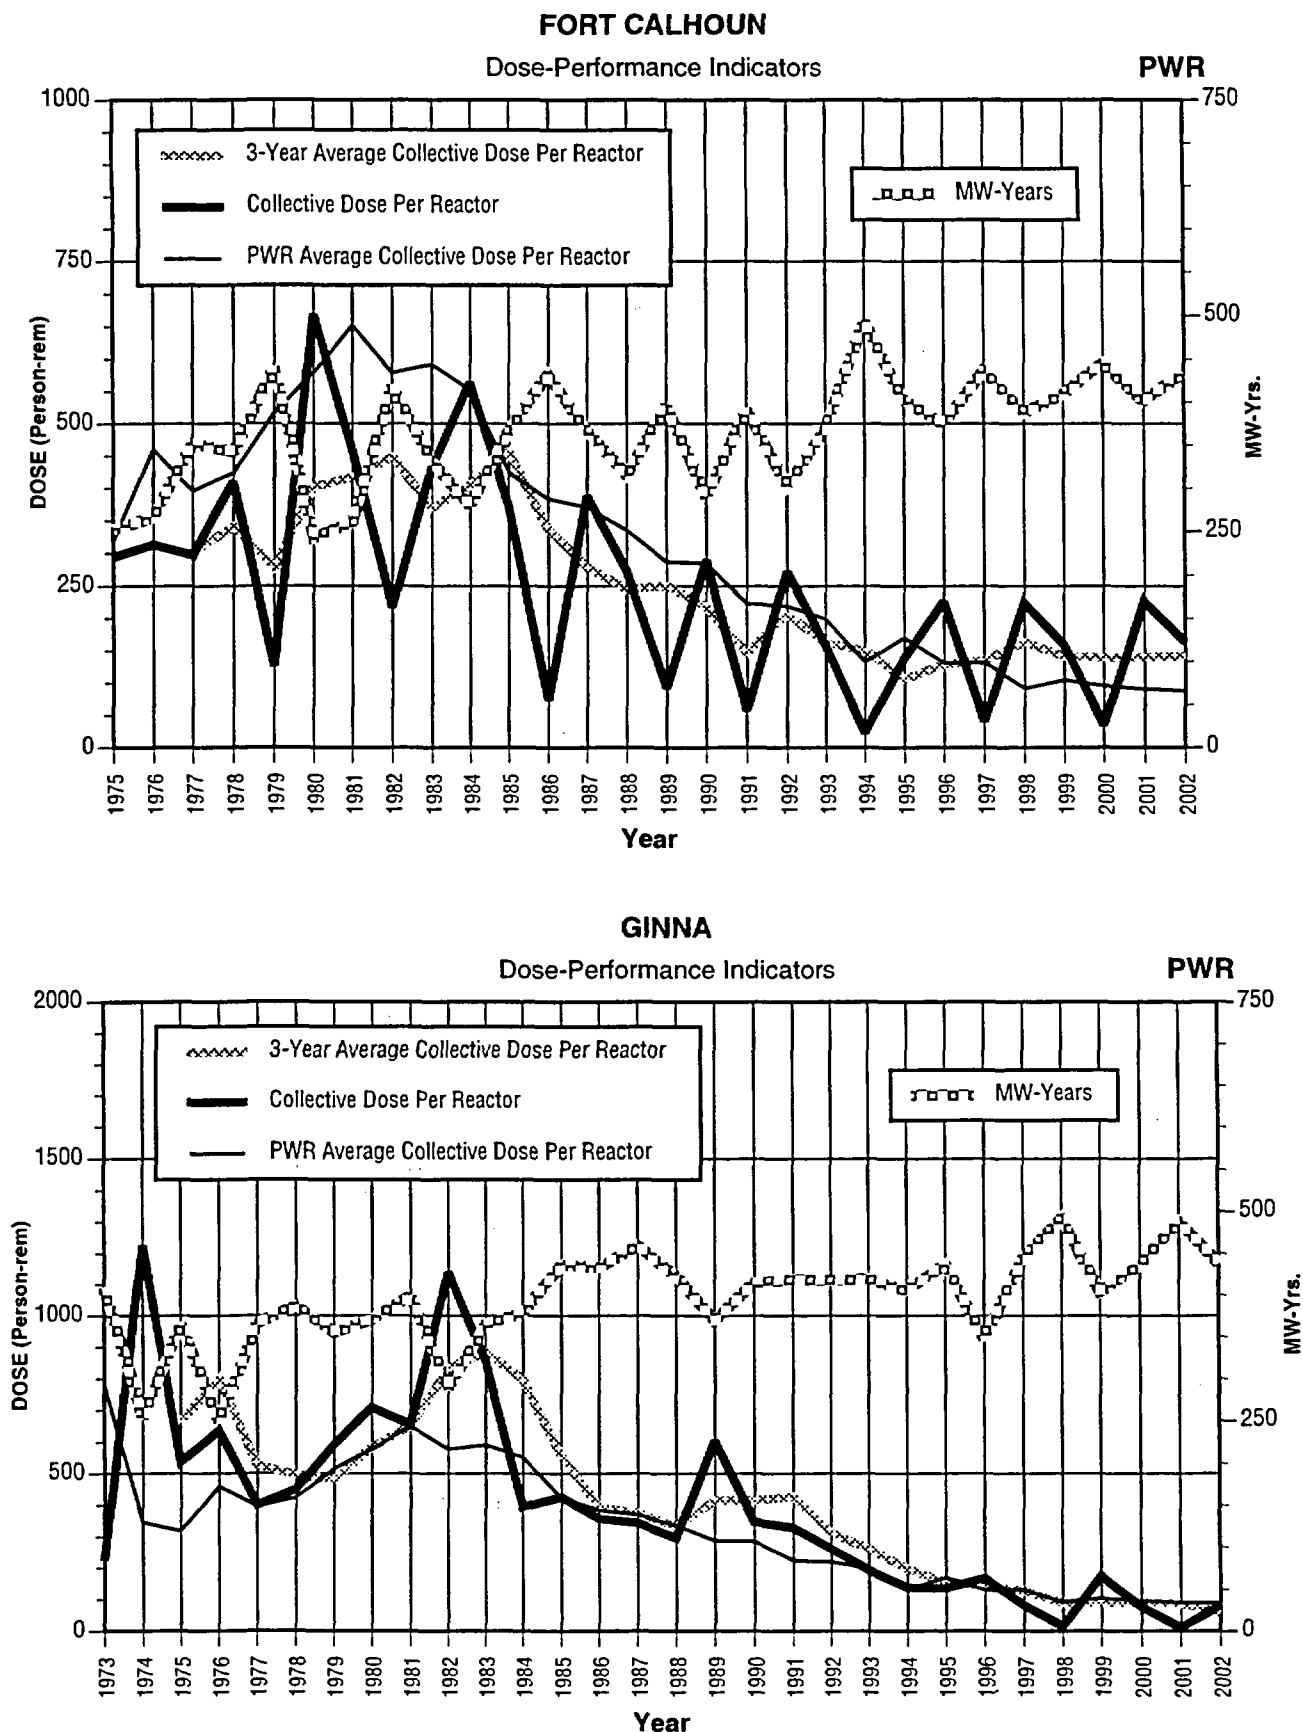 FORT CALHOUN
Dose-Performance Indicators PWR
1000 750
3-Year Average Collective Dose Per Reactor
MW-Years
Collective Dose Per Reactor
PWR Average Collective Dose Per Reactor
750
500
500
250
250
0 0
DOSE (Person-rem)
MW-Yrs.
1975 1976 1977 1978 1979 1980 1981 1982 1983 1984 1985 1986 1987 1988 1989 1990 1991 1992 1993 1994 1995 1996 1997 1998 1999 2000 2001 2002
Year
GINNA
Dose-Performance Indicators PWR
2000 750
3-Year Average Collective Dose Per Reactor
MW-Years
Collective Dose Per Reactor
PWR Average Collective Dose Per Reactor
1500
500
1000
250
500
0 0
DOSE (Person-rem)
MW-Yrs.
1973 1974 1975 1976 1977 1978 1979 1980 1981 1982 1983 1984 1985 1986 1987 1988 1989 1990 1991 1992 1993 1994 1995 1996 1997 1998 1999 2000 2001 2002
Year